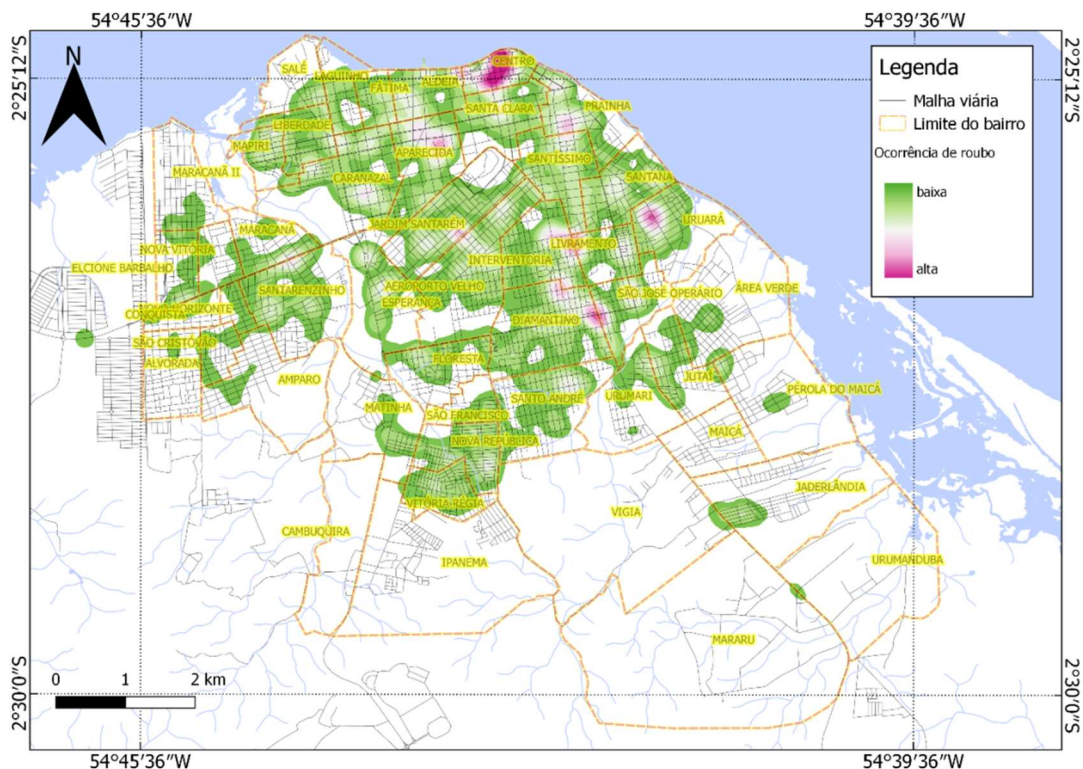 54°45'36"W
54°39'36"W
2°25'12"S
2°25'12"S
N
Legenda
Malha viária
Limite do bairro
Ocorrência de roubo
baixa
alta
CENTRO
SALÉ
LAGUINHO
FÁTIMA
ALDEIA
SANTA CLARA
PRAINHA
LIBERDADE
MAPIRI
APARECIDA
SANTÍSSIMO
MARACANÃ II
CARANAZAL
SANTANA
JARDIM SANTARÉM
URUARÁ
MARACANÃ
NOVA VITÓRIA
LIVRAMENTO
INTERVENTORIA
ELCIONE BARBALHO
SANTARENZINHO
AEROPORTO VELHO
SÃO JOSÉ OPERÁRIO
ÁREA VERDE
ESPERANÇA
CONQUISTA
DIAMANTINO
SÃO CRISTÓVÃO
ALVORADA
FLORESTA
AMPARO
JUTAÍ
PÉROLA DO MAICÁ
SANTO ANDRÉ
URUMARI
MATINHA
SÃO FRANCISCO
MAICÁ
NOVA REPÚBLICA
JADERLÂNDIA
VITÓRIA RÉGIA
VIGIA
CAMBUQUIRA
IPANEMA
URUMANDUBA
MARARU
0 1 2 km
2°30'0"S
2°30'0"S
54°45'36"W
54°39'36"W